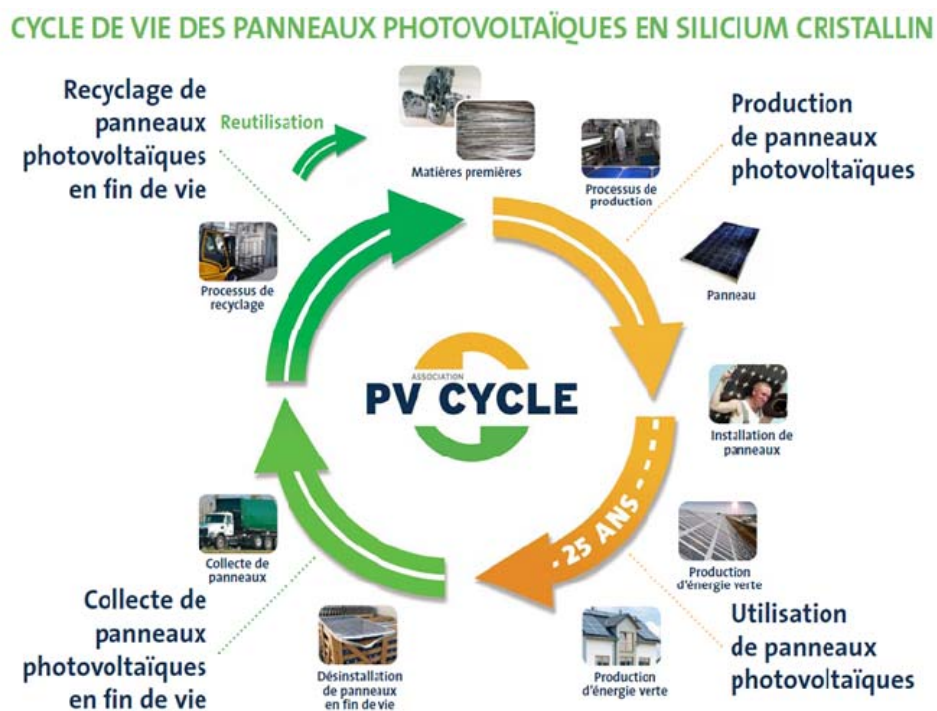 CYCLE DE VIE DES PANNEAUX PHOTOVOLTAÏQUES EN SILICIUM CRISTALLIN
Recyclage de
panneaux
photovoltaïques
en fin de vie
Reutilisation
Matières premières
Processus de
production
Production
de panneaux
photovoltaïques
Processus de
recyclage
Panneau
ASSOCIATION
PV CYCLE
Installation de
panneaux
- 25 ANS - - -
Collecte de
panneaux
Production
d'énergie verte
Collecte de
panneaux
photovoltaïques
en fin de vie
Désinstallation
de panneaux
en fin de vie
Production
d'énergie verte
Utilisation
de panneaux
photovoltaïques